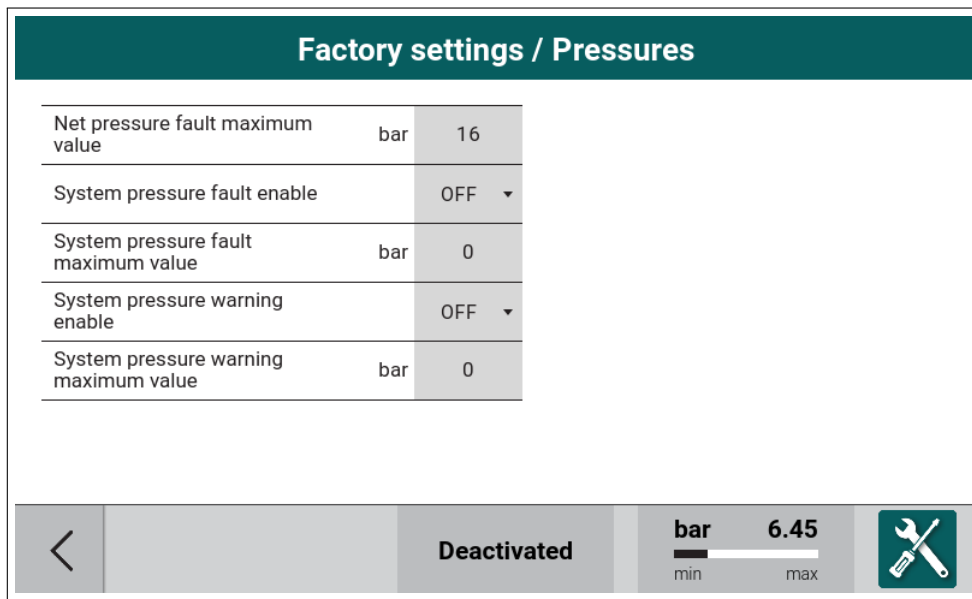 Factory settings / Pressures
Net pressure fault maximum
value
bar
16
System pressure fault enable
OFF
System pressure fault
maximum value
bar
0
System pressure warning
enable
OFF
System pressure warning
maximum value
bar
0
Deactivated
bar 6.45
min max